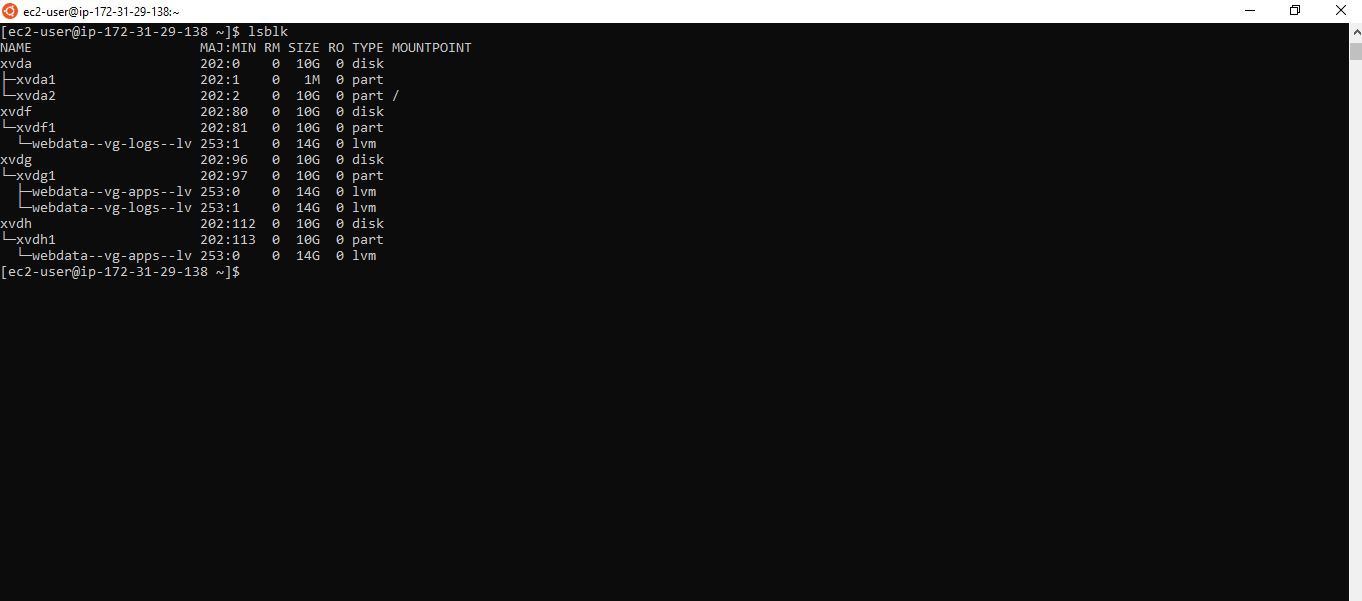 ec2-user@ip-172-31-29-138:~
[ec2-user@ip-172-31-29-138 ~]$ lsblk
NAME                     MAJ:MIN RM SIZE RO TYPE MOUNTPOINT
xvda                     202:0    0  10G  0 disk
├─xvda1                  202:1    0   1M  0 part
└─xvda2                  202:2    0  10G  0 part /
xvdf                     202:80   0  10G  0 disk
└─xvdf1                  202:81   0  10G  0 part
  └─webdata--vg-logs--lv 253:1    0  14G  0 lvm
xvdg                     202:96   0  10G  0 disk
└─xvdg1                  202:97   0  10G  0 part
  ├─webdata--vg-apps--lv 253:0    0  14G  0 lvm
  └─webdata--vg-logs--lv 253:1    0  14G  0 lvm
xvdh                     202:112  0  10G  0 disk
└─xvdh1                  202:113  0  10G  0 part
  └─webdata--vg-apps--lv 253:0    0  14G  0 lvm
[ec2-user@ip-172-31-29-138 ~]$